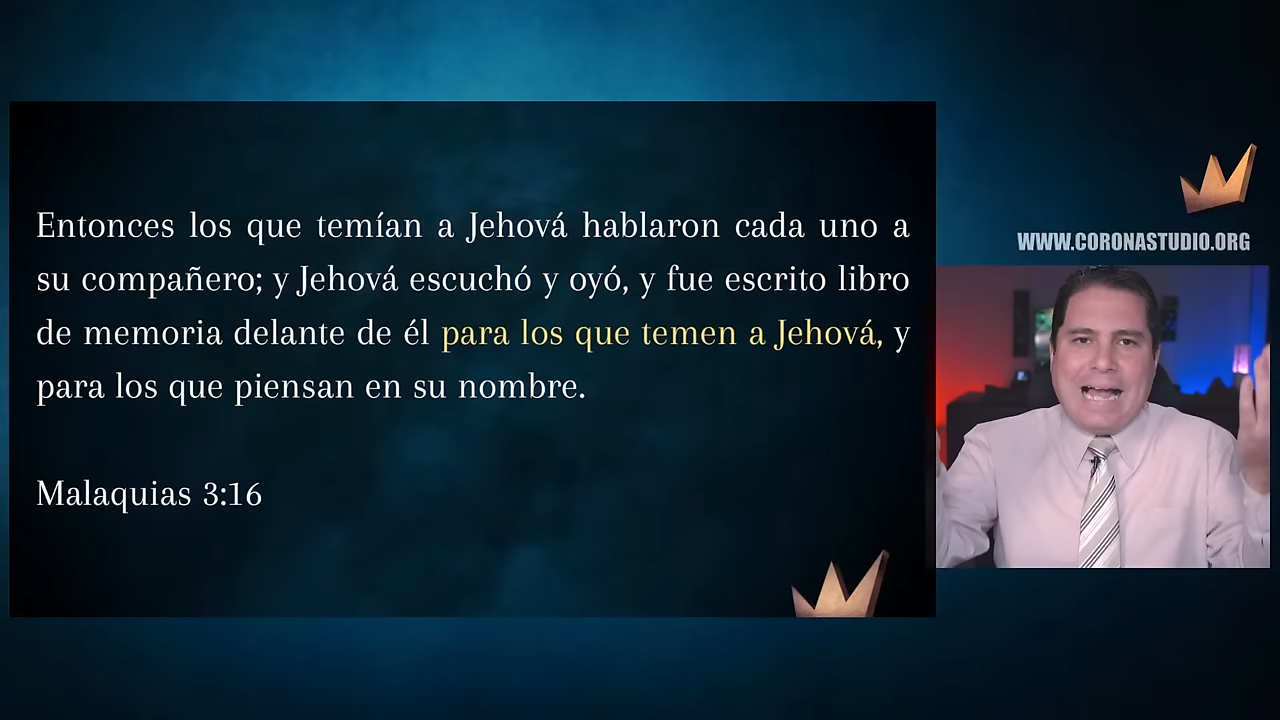 Entonces los que temían a Jehová hablaron cada uno a
su compañero; y Jehová escuchó y oyó, y fue escrito libro
de memoria delante de él para los que temen a Jehová, y
para los que piensan en su nombre.
Malaquias 3:16
WWW.CORONASTUDIO.ORG